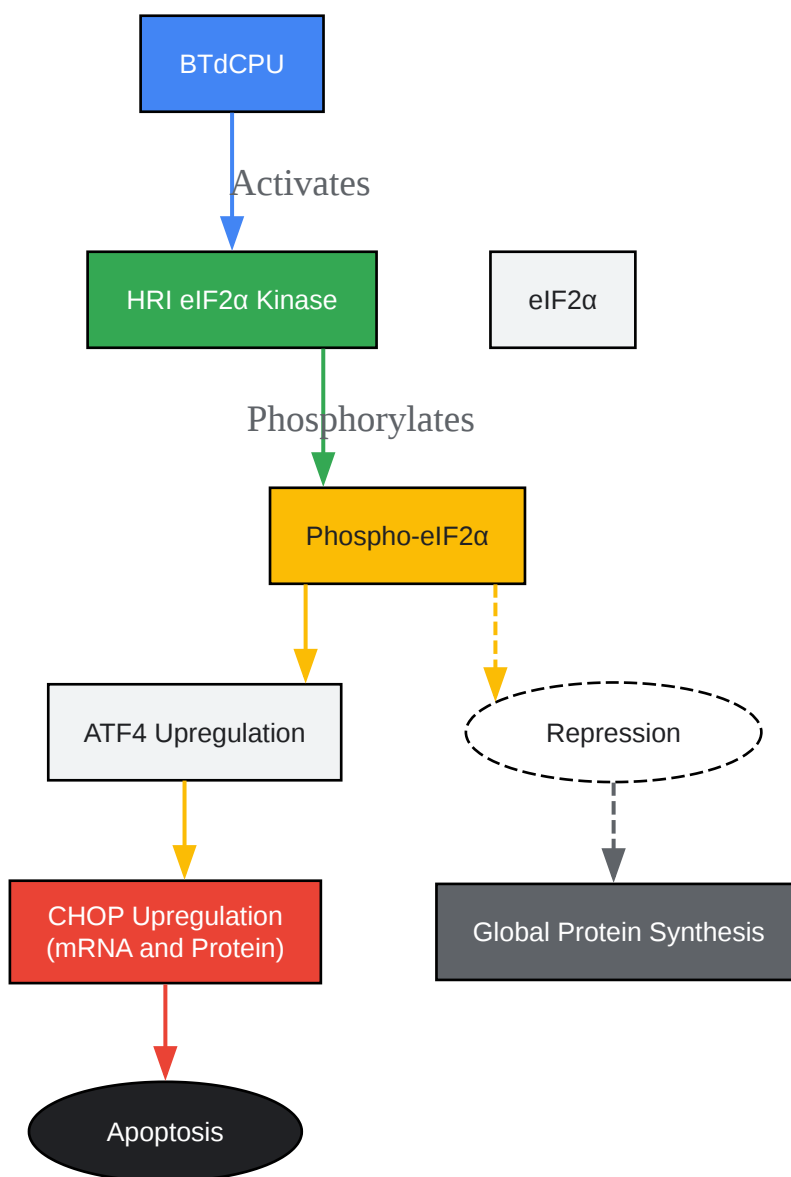 BTdCPU
Activates
HRI eIF2α Kinase
eIF2α
Phosphorylates
Phospho-eIF2α
ATF4 Upregulation
Repression
CHOP Upregulation
(mRNA and Protein)
Global Protein Synthesis
Apoptosis